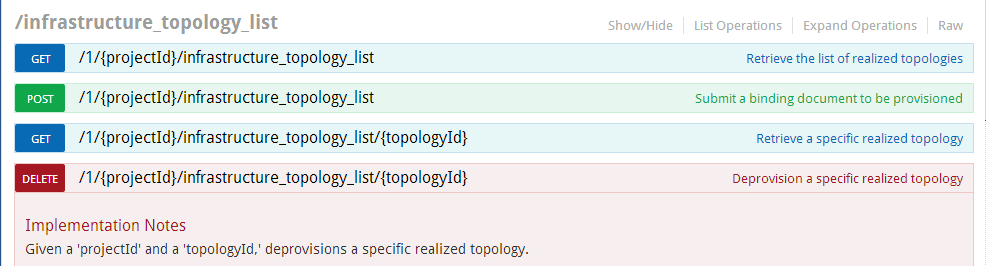 /infrastructure_topology_list Show/Hide List Operations Expand Operations Raw
GET /1/{projectId}/infrastructure_topology_list Retrieve the list of realized topologies
POST /1/{projectId}/infrastructure_topology_list Submit a binding document to be provisioned
GET /1/{projectId}/infrastructure_topology_list/{topologyId} Retrieve a specific realized topology
DELETE /1/{projectId}/infrastructure_topology_list/{topologyId} Deprovision a specific realized topology
Implementation Notes
Given a 'projectId' and a 'topologyId,' deprovisions a specific realized topology.